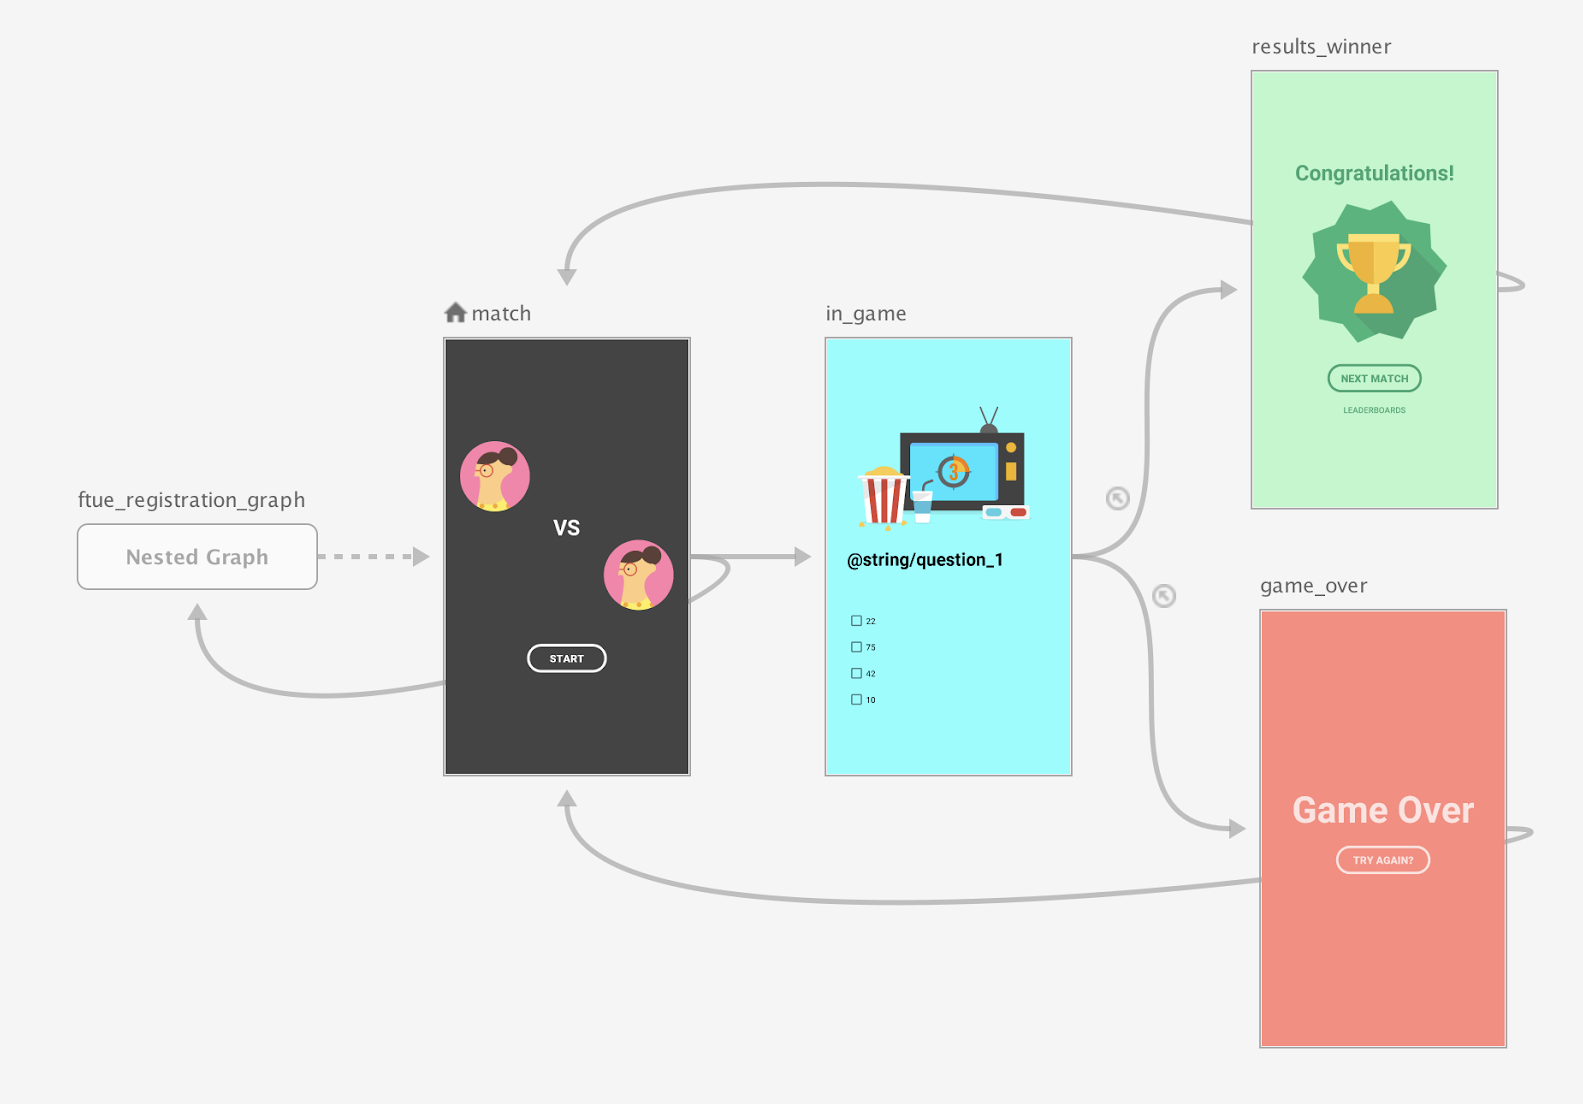 results_winner
Congratulations!
NEXT MATCH
LEADERBOARDS
match
VS
START
in_game
3
@string/question_1
22
75
42
10
ftue_registration_graph
Nested Graph
game_over
Game Over
TRY AGAIN?